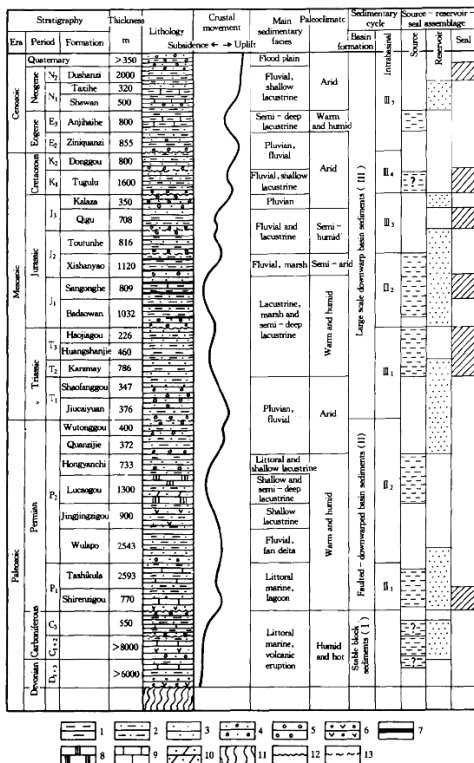 Stratigraphy
Thickness
Crustal
movement
Main
sedimentary
facies
Paleoclimate
Sedimentary
cycle
Source – reservoir –
seal assemblage
Era
Period
Formation
m
Lithology
Subsidence ← → Uplift
Basin
formation
Intrabasinal
Source
Reservoir
Seal
Cenozoic
Mesozoic
Paleozoic
Neogene
Eogene
Cretaceous
Jurassic
Triassic
Permian
Carboniferous
Devonian
Quaternary >350 Flood plain
N₂ Dushanzi 2000
N₁ Taxihe 320
Shewan 500
Fluvial,
shallow
lacustrine
Arid
III₅
E₃ Anjihaihe 800
Semi – deep
lacustrine
Warm
and humid
E₂ Ziniquanzi 855
Pluvian,
fluvial
K₂ Donggou 800
K₁ Tugulu 1600
Fluvial, shallow
lacustrine
Arid
III₄
?
J₃ Kalaza 350 Pluvian
Qigu 708
J₂ Toutunhe 816
Fluvial and
lacustrine
Semi –
humid
III₃
Xishanyao 1120 Fluvial, marsh Semi – arid
J₁ Sangonghe 809
Badaowan 1032
Lacustrine,
marsh and
semi – deep
lacustrine
Warm and humid
III₂
Large scale downwarp basin sediments (III)
T₃ Haojiagou 226
Huangshanjie 460
T₂ Karamay 786
III₁
T₁ Shaofanggou 347
Jiucaiyuan 376
Pluvian,
fluvial
Arid
P₂ Wutonggou 400
Quanzijie 372
Hongyanchi 733
Littoral and
shallow lacustrine
Lucaogou 1300
Shallow and
semi – deep
lacustrine
Jingjingzigou 900
Shallow
lacustrine
Warm and humid
II₂
Wulapo 2543
Fluvial,
fan delta
Faulted – downwarped basin sediments (II)
P₁ Tashikula 2593
Shirenzigou 770
Littoral
marine,
lagoon
II₁
C₃ 550
C₁₊₂ >8000
D₁₊₃ >6000
Littoral
marine,
volcanic
eruption
Humid
and hot
Stable block
sediments (I)
?
?
1 2 3 4 5 6 7
8 9 10 11 12 13